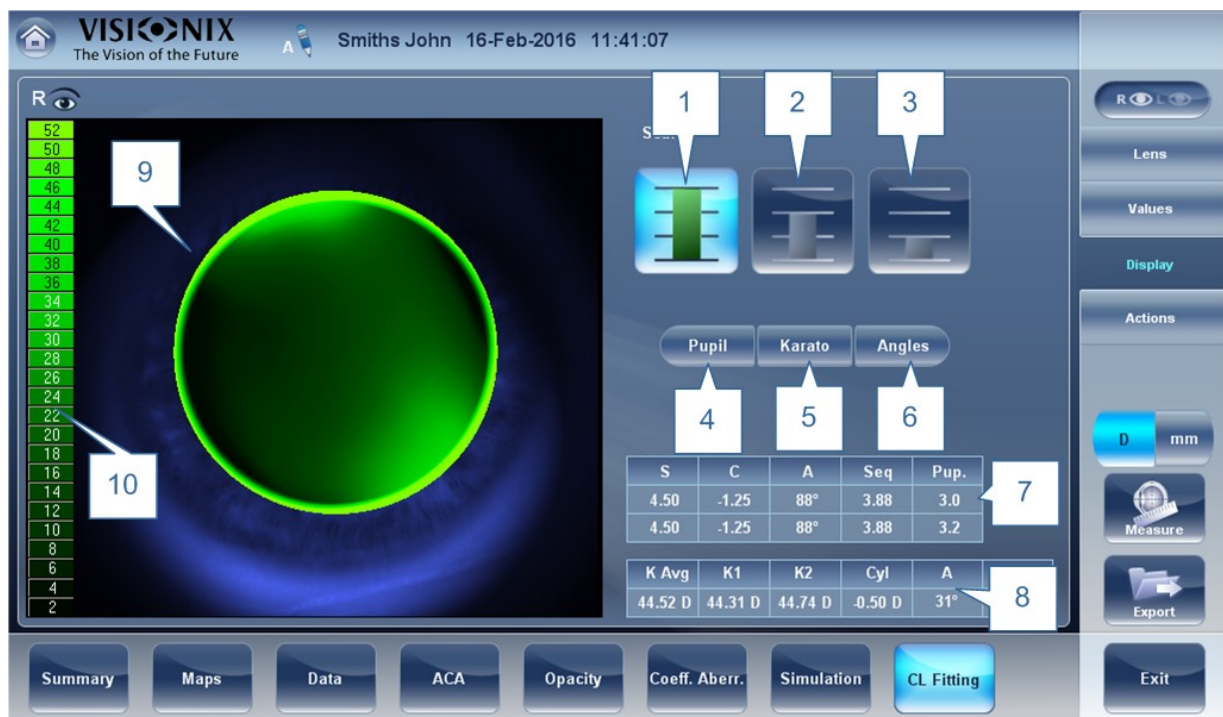 VISIONIX
The Vision of the Future
A
Smiths John 16-Feb-2016 11:41:07
R
R L
52
50
48
46
44
42
40
38
36
34
32
30
28
26
24
22
20
18
16
14
12
10
8
6
4
2
9
10
1
2
3
Pupil Karato Angles
4
5
6
S C A Seq Pup.
4.50 -1.25 88° 3.88 3.0
4.50 -1.25 88° 3.88 3.2
7
K Avg K1 K2 Cyl A
44.52 D 44.31 D 44.74 D -0.50 D 31°
8
Lens
Values
Display
Actions
D mm
Measure
Export
Summary Maps Data ACA Opacity Coeff. Aberr. Simulation CL Fitting Exit